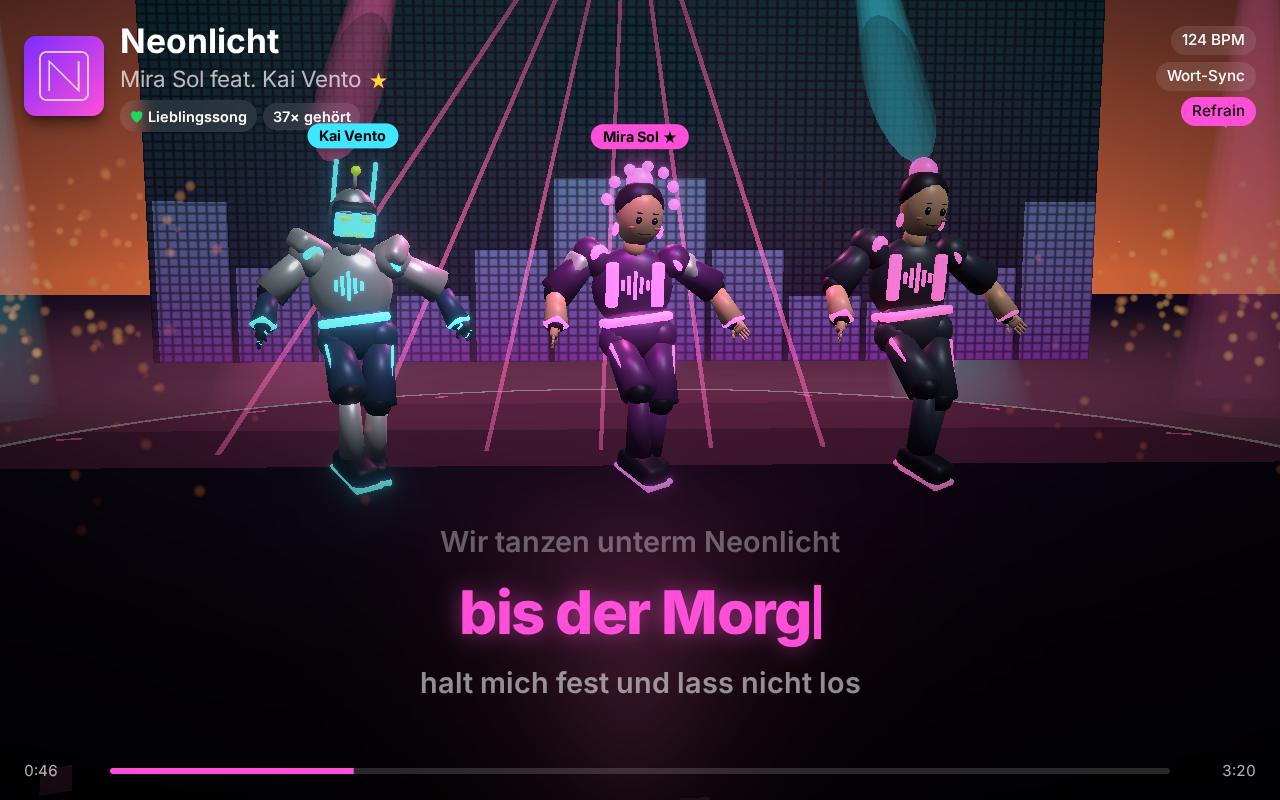 Neonlicht
Mira Sol feat. Kai Vento ★
Lieblingssong
37× gehört
124 BPM
Wort-Sync
Refrain
Kai Vento
Mira Sol ★
Wir tanzen unterm Neonlicht
bis der Morg
halt mich fest und lass nicht los
0:46
3:20